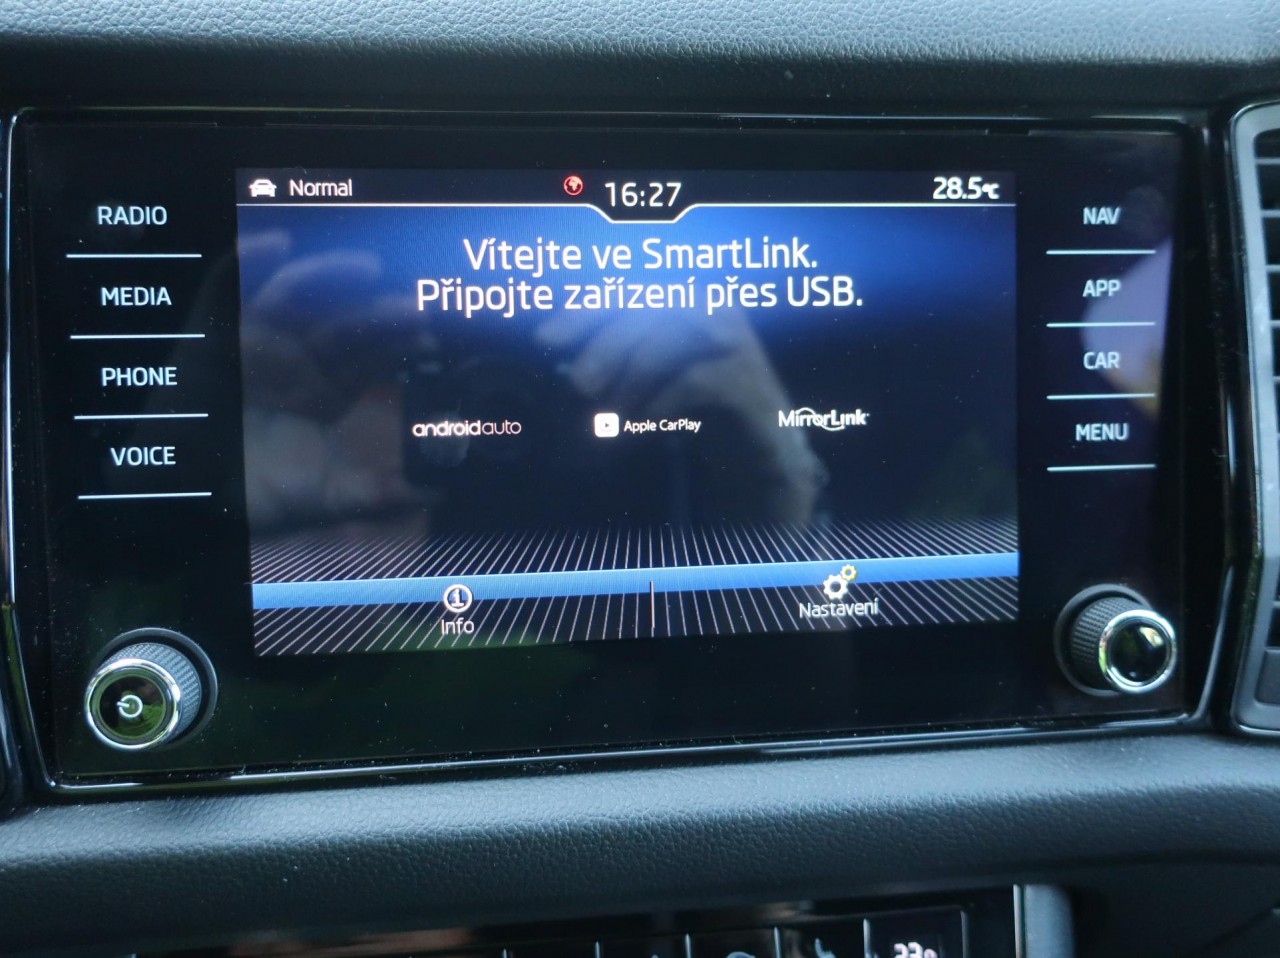 Normal
16:27
28.5°C
RADIO
MEDIA
PHONE
VOICE
NAV
APP
CAR
MENU
Vítejte ve SmartLink.
Připojte zařízení přes USB.
androidauto
Apple CarPlay
MirrorLink
Info
Nastavení